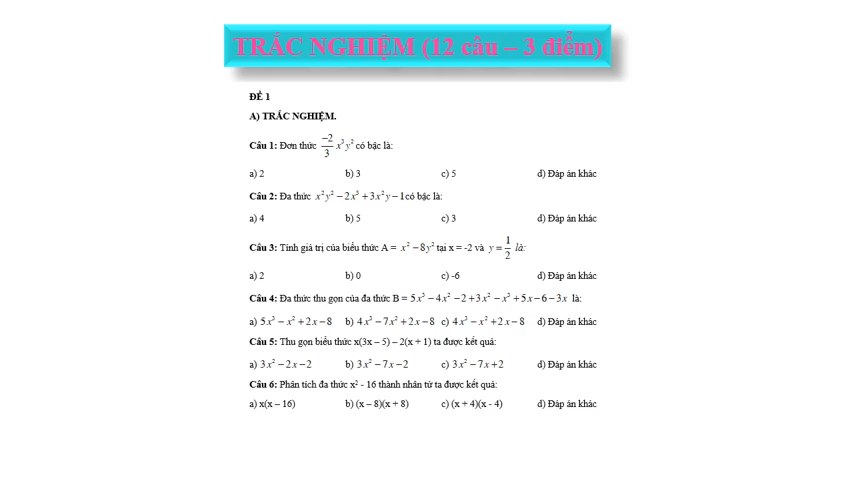 TRẮC NGHIỆM (12 câu – 3 điểm)
ĐỀ 1
A) TRẮC NGHIỆM.
Câu 1: Đơn thức -2/3 x³y² có bậc là:
a) 2 b) 3 c) 5 d) Đáp án khác
Câu 2: Đa thức x²y² − 2x⁵ + 3x²y − 1 có bậc là:
a) 4 b) 5 c) 3 d) Đáp án khác
Câu 3: Tính giá trị của biểu thức A = x² − 8y² tại x = -2 và y = 1/2 là:
a) 2 b) 0 c) -6 d) Đáp án khác
Câu 4: Đa thức thu gọn của đa thức B = 5x³ − 4x² − 2 + 3x² − x³ + 5x − 6 − 3x là:
a) 5x³ − x² + 2x − 8 b) 4x³ − 7x² + 2x − 8 c) 4x³ − x² + 2x − 8 d) Đáp án khác
Câu 5: Thu gọn biểu thức x(3x – 5) – 2(x + 1) ta được kết quả:
a) 3x² − 2x − 2 b) 3x² − 7x − 2 c) 3x² − 7x + 2 d) Đáp án khác
Câu 6: Phân tích đa thức x² - 16 thành nhân tử ta được kết quả:
a) x(x – 16) b) (x – 8)(x + 8) c) (x + 4)(x - 4) d) Đáp án khác